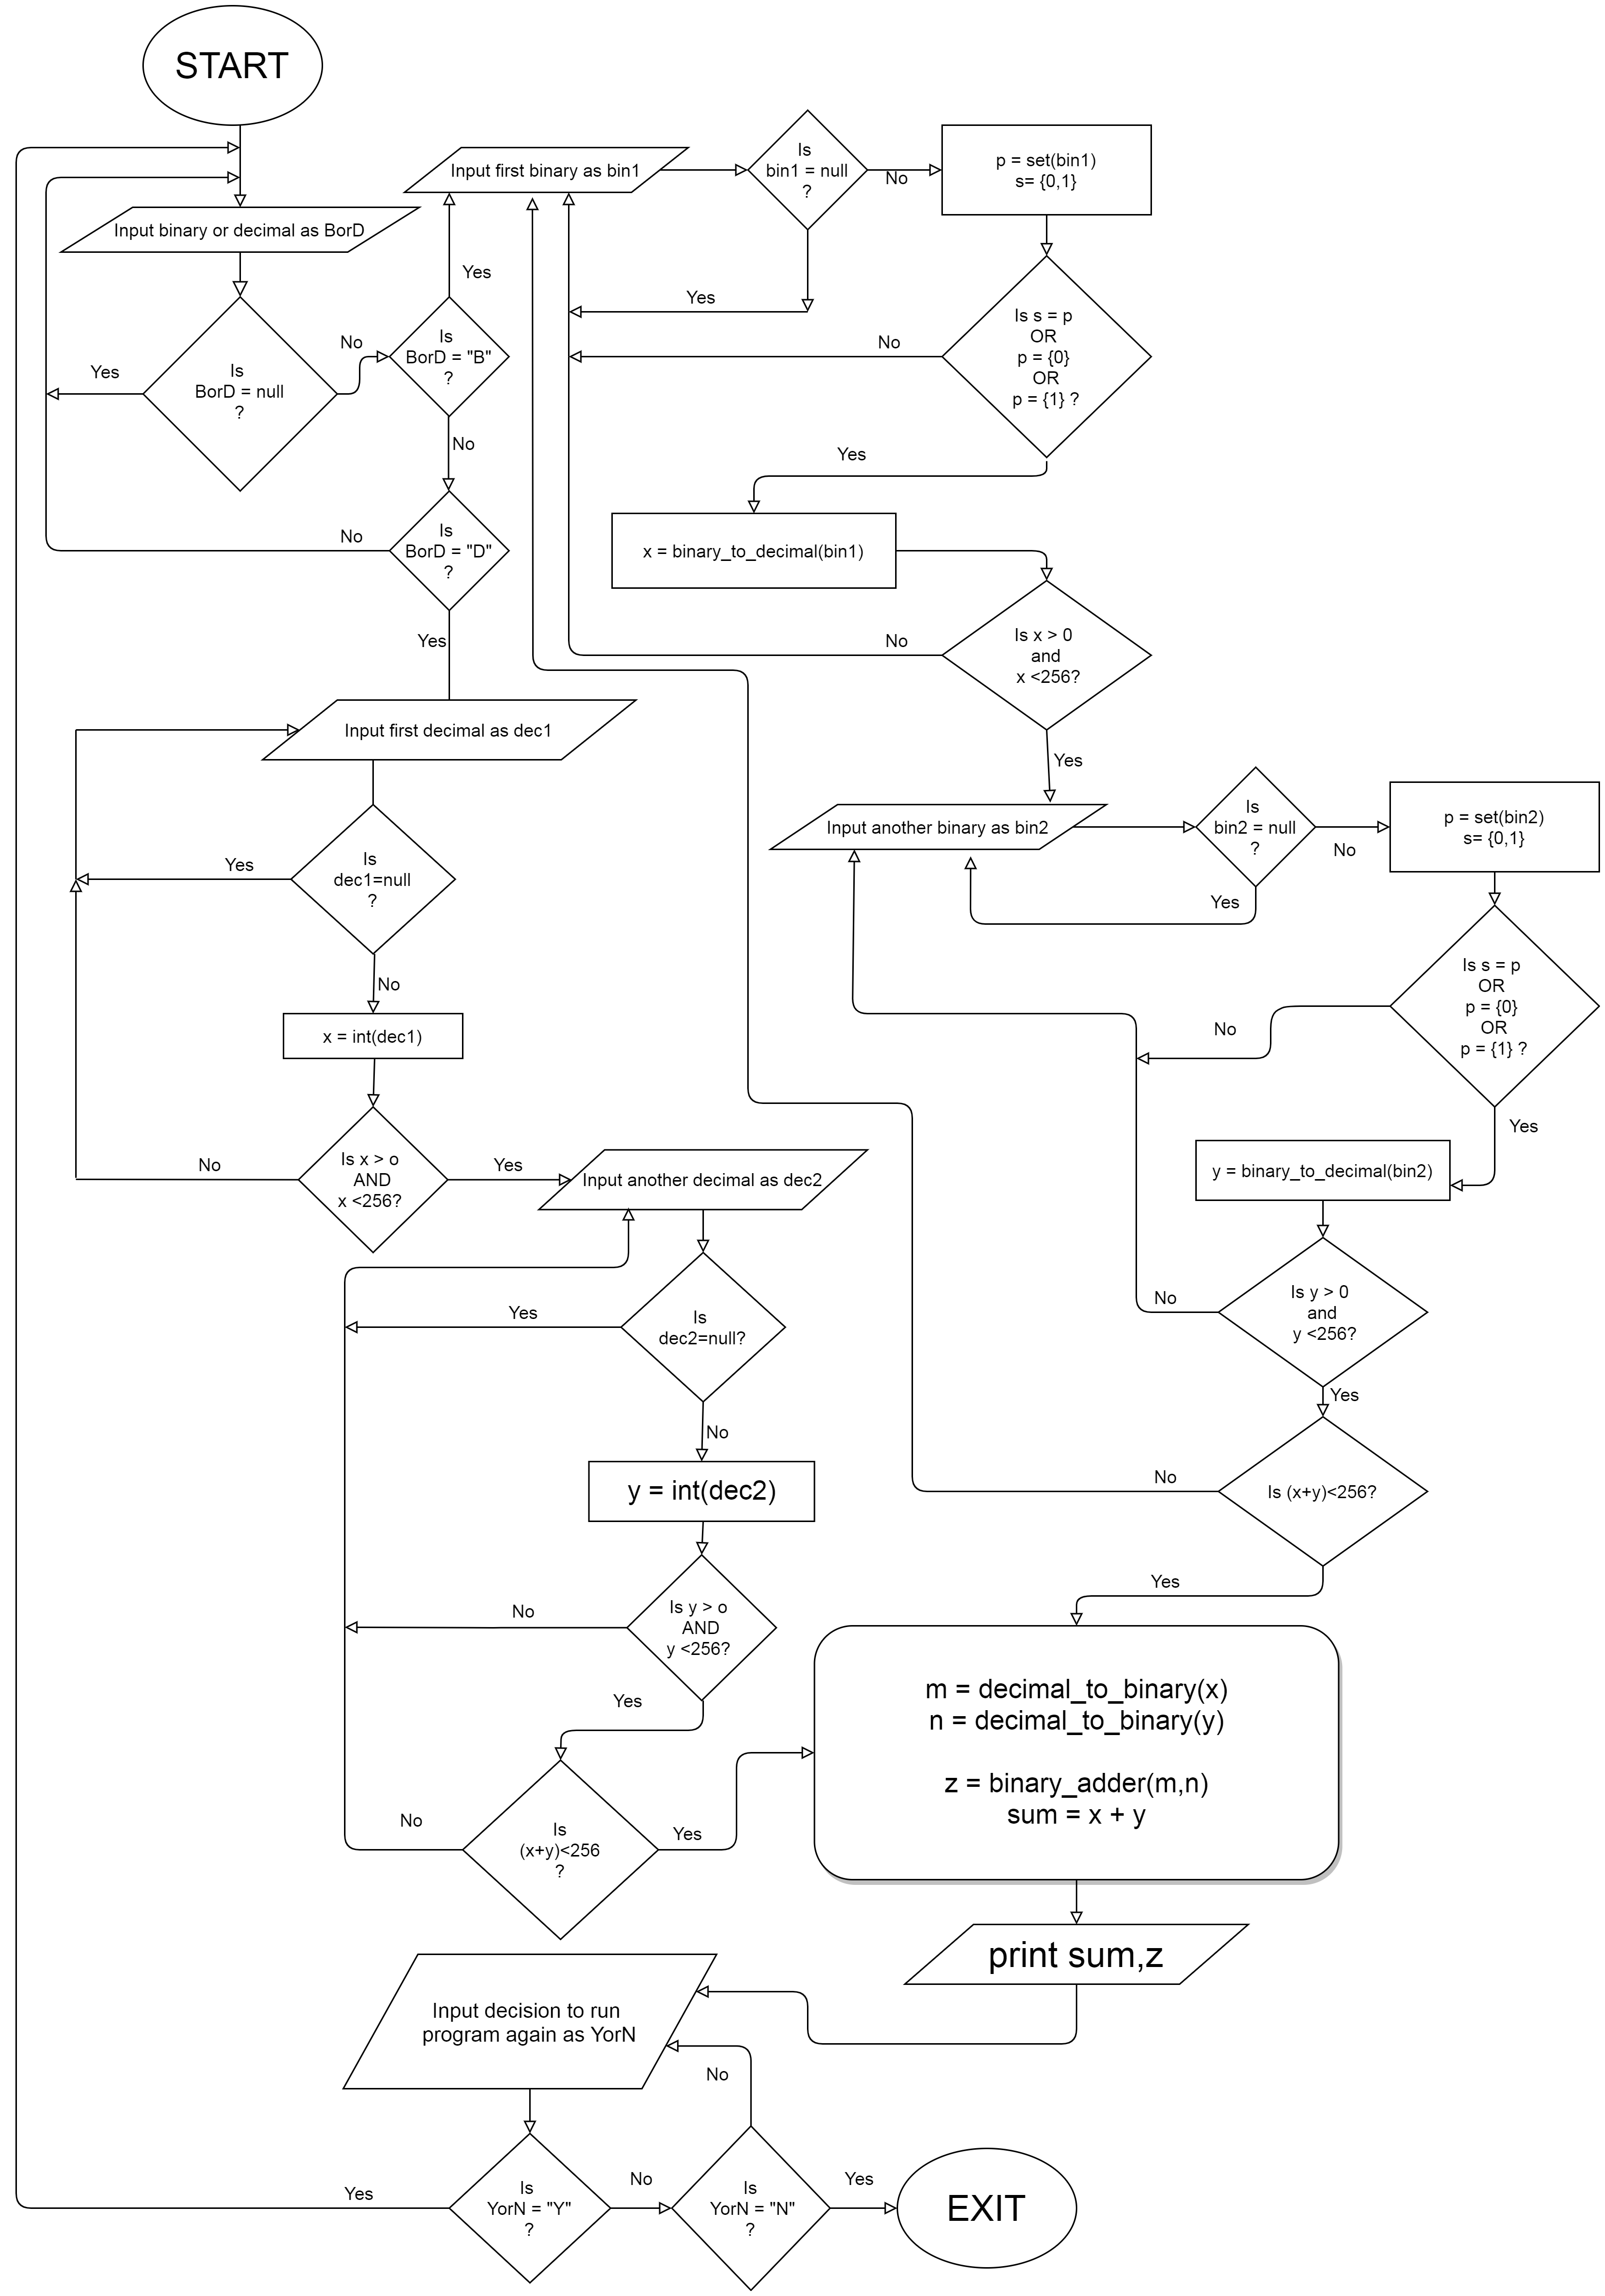 START
Input binary or decimal as BorD
Is
BorD = null
?
Yes
No
Is
BorD = "B"
?
Yes
No
Is
BorD = "D"
?
No
Yes
Input first binary as bin1
Is
bin1 = null
?
No
Yes
p = set(bin1)
s= {0,1}
Is s = p
OR
p = {0}
OR
p = {1} ?
No
Yes
x = binary_to_decimal(bin1)
Is x > 0
and
x <256?
No
Yes
Input another binary as bin2
Is
bin2 = null
?
No
Yes
p = set(bin2)
s= {0,1}
Is s = p
OR
p = {0}
OR
p = {1} ?
No
Yes
y = binary_to_decimal(bin2)
Is y > 0
and
y <256?
No
Yes
Is (x+y)<256?
No
Yes
Input first decimal as dec1
Is
dec1=null
?
Yes
No
x = int(dec1)
Is x > o
AND
x <256?
No
Yes
Input another decimal as dec2
Is
dec2=null?
Yes
No
y = int(dec2)
Is y > o
AND
y <256?
No
Yes
Is
(x+y)<256
?
No
Yes
m = decimal_to_binary(x)
n = decimal_to_binary(y)
z = binary_adder(m,n)
sum = x + y
print sum,z
Input decision to run
program again as YorN
Is
YorN = "Y"
?
Yes
No
Is
YorN = "N"
?
No
Yes
EXIT